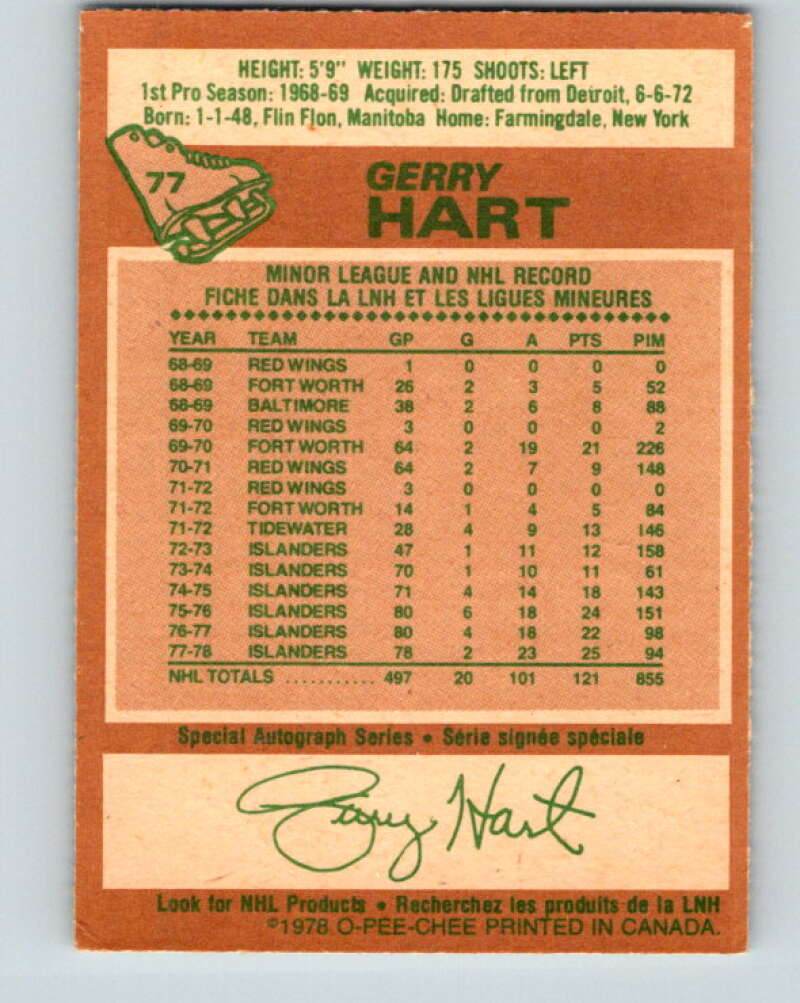 HEIGHT: 5'9" WEIGHT: 175 SHOOTS: LEFT
1st Pro Season: 1968-69 Acquired: Drafted from Detroit, 6-6-72
Born: 1-1-48, Flin Flon, Manitoba Home: Farmingdale, New York
77
GERRY
HART
MINOR LEAGUE AND NHL RECORD
FICHE DANS LA LNH ET LES LIGUES MINEURES
YEAR TEAM GP G A PTS PIM
68-69 RED WINGS 1 0 0 0 0
68-69 FORT WORTH 26 2 3 5 52
68-69 BALTIMORE 38 2 6 8 88
69-70 RED WINGS 3 0 0 0 2
69-70 FORT WORTH 64 2 19 21 226
70-71 RED WINGS 64 2 7 9 148
71-72 RED WINGS 3 0 0 0 0
71-72 FORT WORTH 14 1 4 5 84
71-72 TIDEWATER 28 4 9 13 146
72-73 ISLANDERS 47 1 11 12 158
73-74 ISLANDERS 70 1 10 11 61
74-75 ISLANDERS 71 4 14 18 143
75-76 ISLANDERS 80 6 18 24 151
76-77 ISLANDERS 80 4 18 22 98
77-78 ISLANDERS 78 2 23 25 94
NHL TOTALS ........... 497 20 101 121 855
Special Autograph Series • Série signée spéciale
Gerry Hart
Look for NHL Products • Recherchez les produits de la LNH
©1978 O-PEE-CHEE PRINTED IN CANADA.